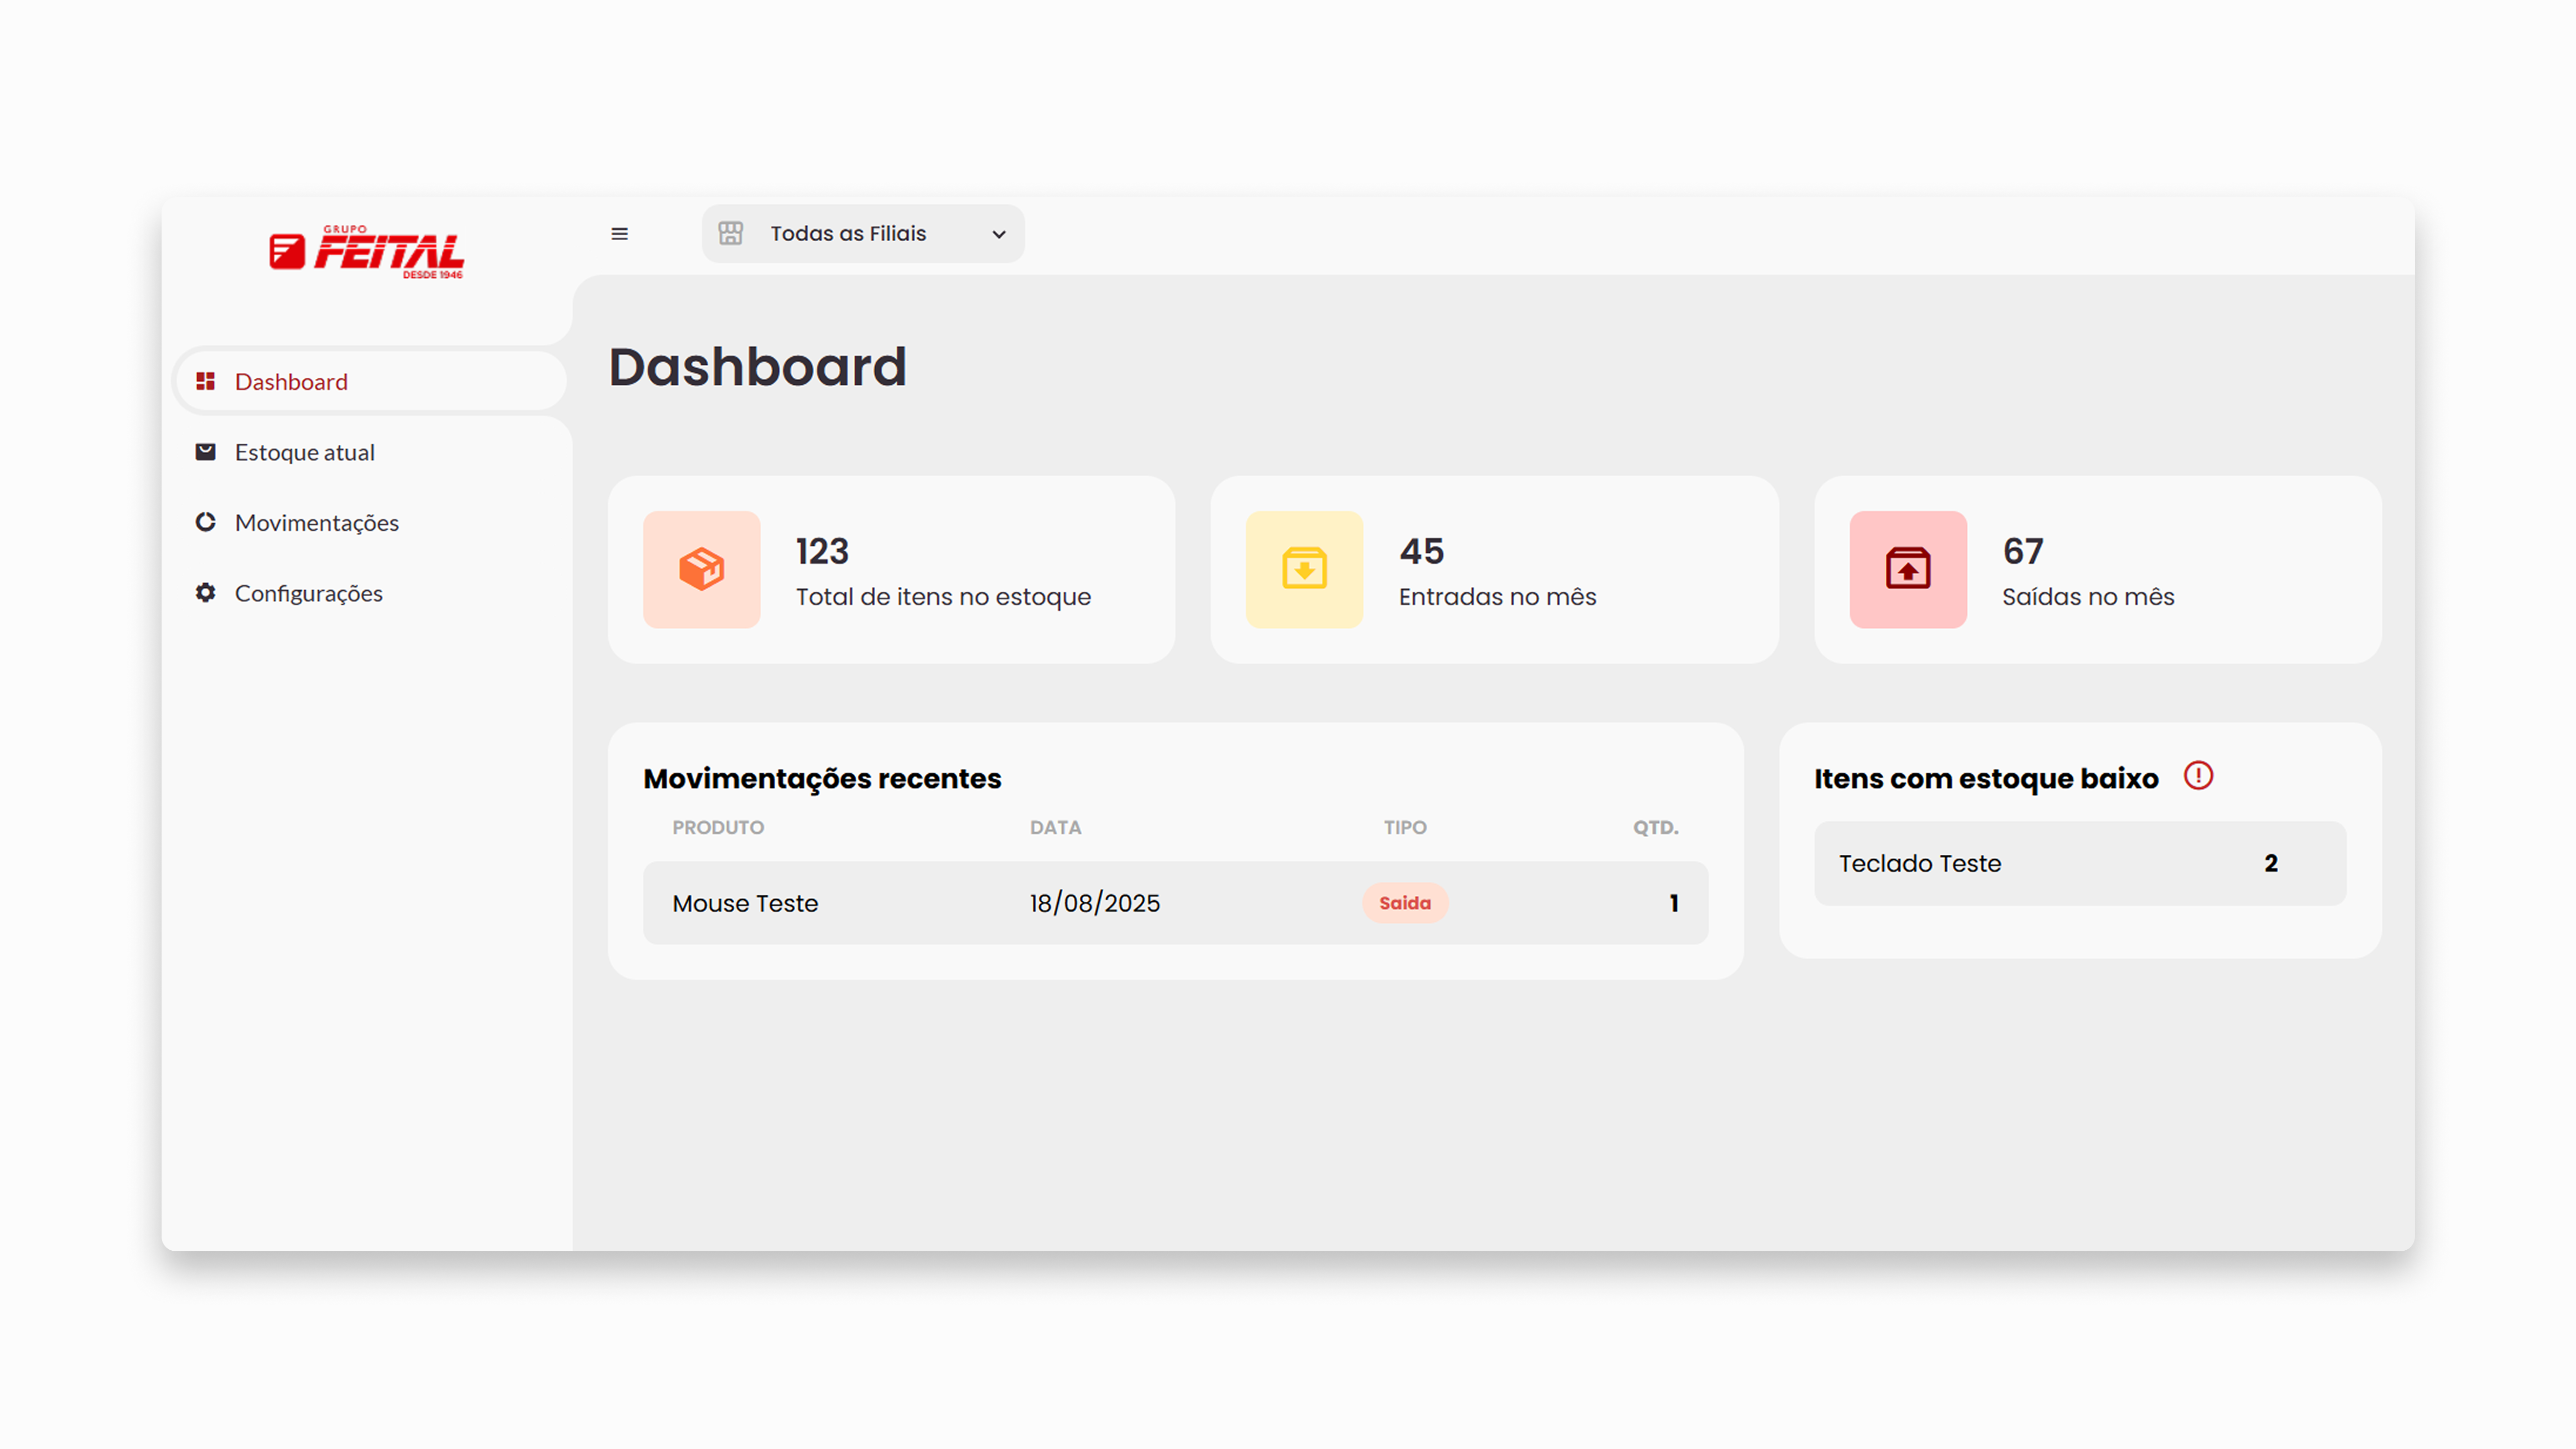 GRUPO
FEITAL
DESDE 1946
Todas as Filiais
Dashboard
Estoque atual
Movimentações
Configurações
Dashboard
123
Total de itens no estoque
45
Entradas no mês
67
Saídas no mês
Movimentações recentes
PRODUTO DATA TIPO QTD.
Mouse Teste 18/08/2025 Saida 1
Itens com estoque baixo
Teclado Teste 2